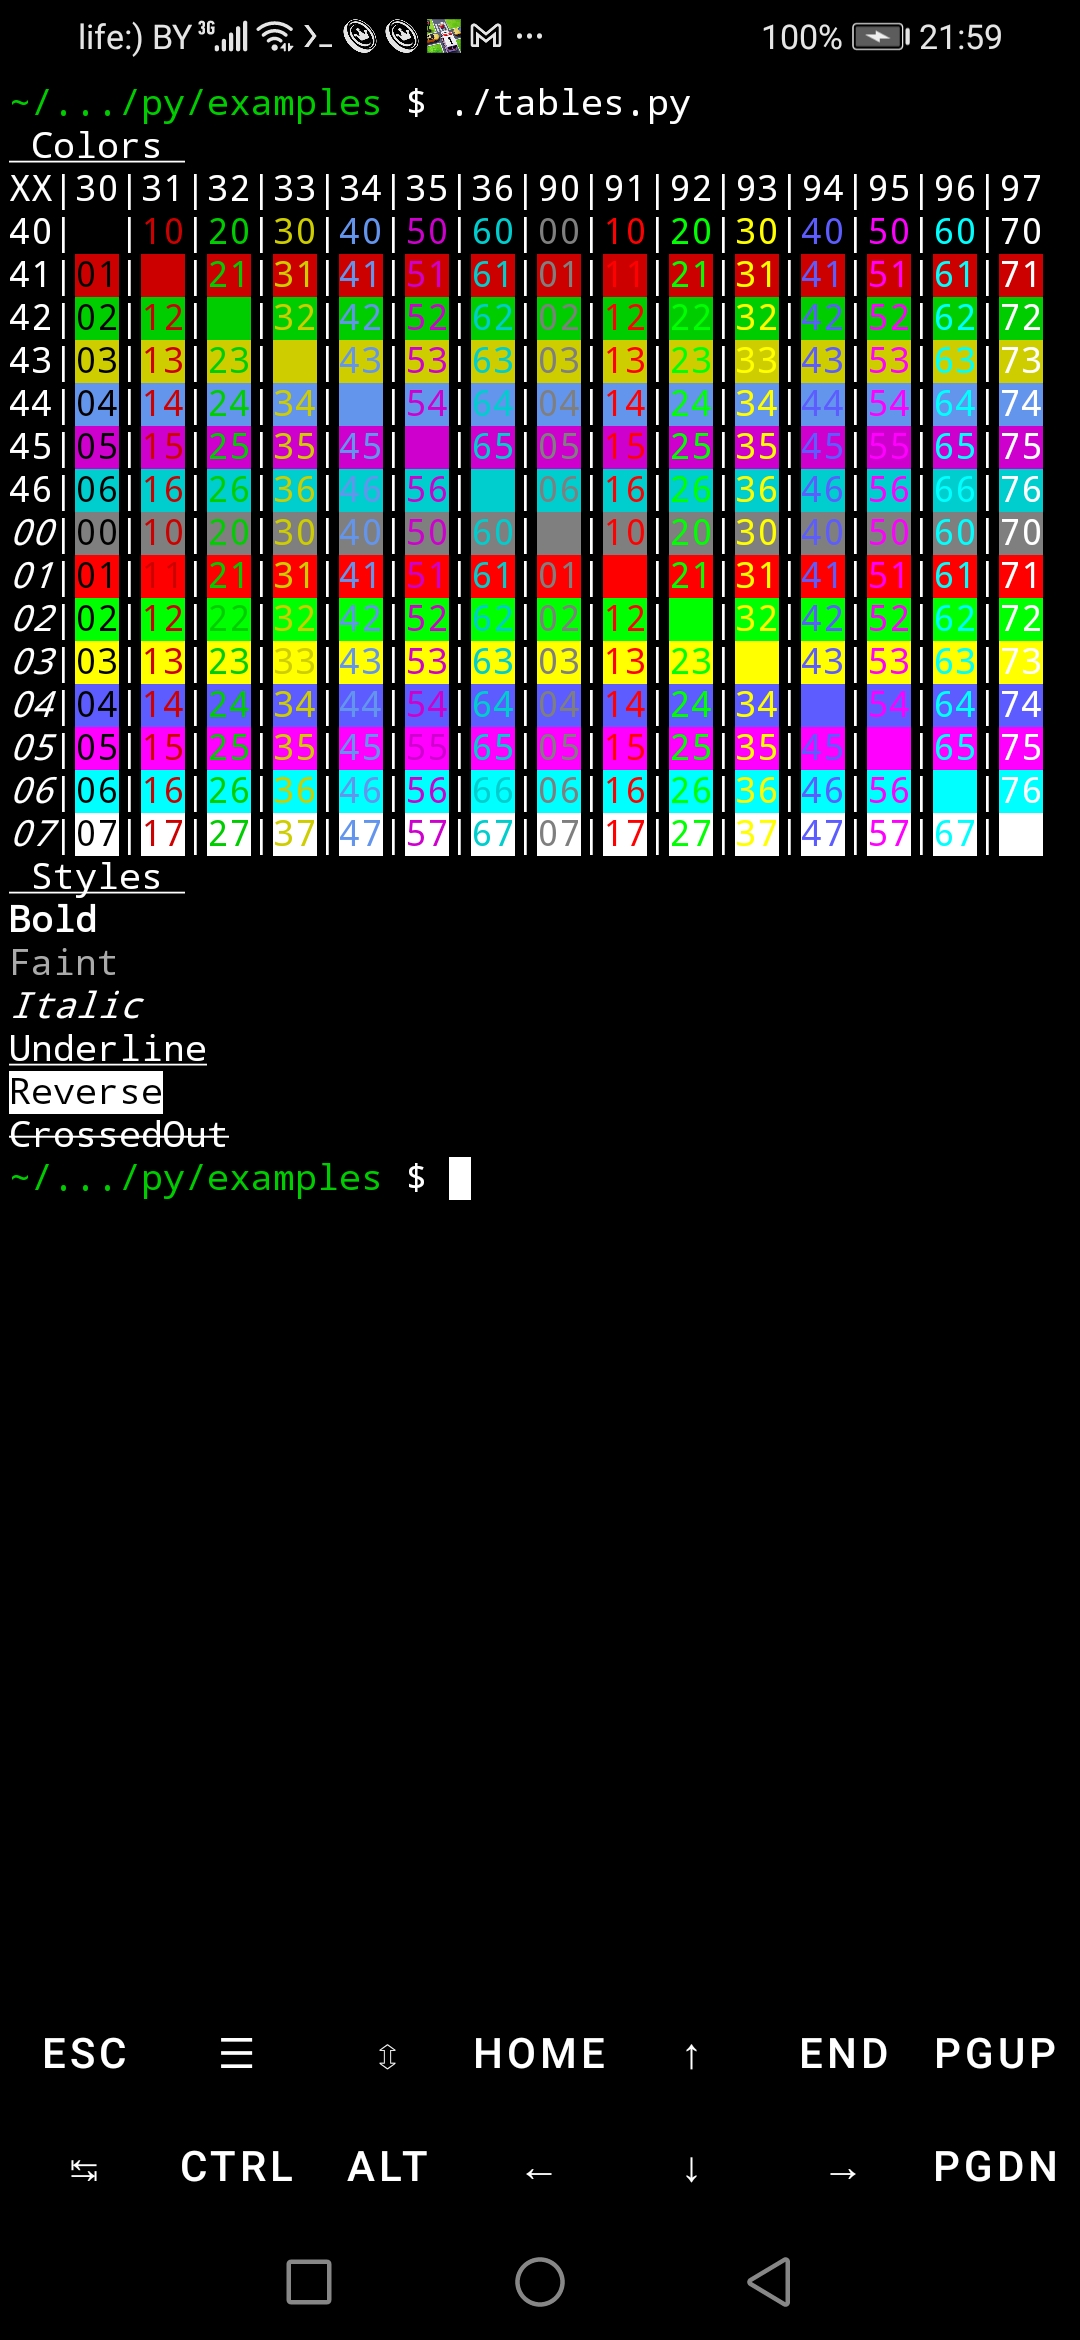 life:) BY 3G 100% 21:59
~/.../py/examples $ ./tables.py
Colors
XX|30|31|32|33|34|35|36|90|91|92|93|94|95|96|97
40|  |10|20|30|40|50|60|00|10|20|30|40|50|60|70
41|01|  |21|31|41|51|61|01|11|21|31|41|51|61|71
42|02|12|  |32|42|52|62|02|12|22|32|42|52|62|72
43|03|13|23|  |43|53|63|03|13|23|33|43|53|63|73
44|04|14|24|34|  |54|64|04|14|24|34|44|54|64|74
45|05|15|25|35|45|  |65|05|15|25|35|45|55|65|75
46|06|16|26|36|46|56|  |06|16|26|36|46|56|66|76
00|00|10|20|30|40|50|60|  |10|20|30|40|50|60|70
01|01|11|21|31|41|51|61|01|  |21|31|41|51|61|71
02|02|12|22|32|42|52|62|02|12|  |32|42|52|62|72
03|03|13|23|33|43|53|63|03|13|23|  |43|53|63|73
04|04|14|24|34|44|54|64|04|14|24|34|  |54|64|74
05|05|15|25|35|45|55|65|05|15|25|35|45|  |65|75
06|06|16|26|36|46|56|66|06|16|26|36|46|56|  |76
07|07|17|27|37|47|57|67|07|17|27|37|47|57|67|
Styles
Bold
Faint
Italic
Underline
Reverse
CrossedOut
~/.../py/examples $
ESC ☰ ⇳ HOME ↑ END PGUP
↹ CTRL ALT ← ↓ → PGDN